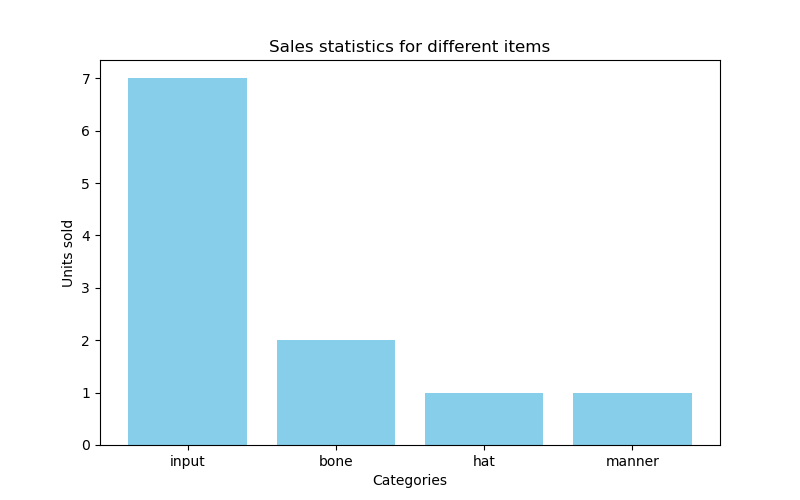 Sales statistics for different items
7
6
5
4
3
2
1
0
Units sold
input bone hat manner
Categories